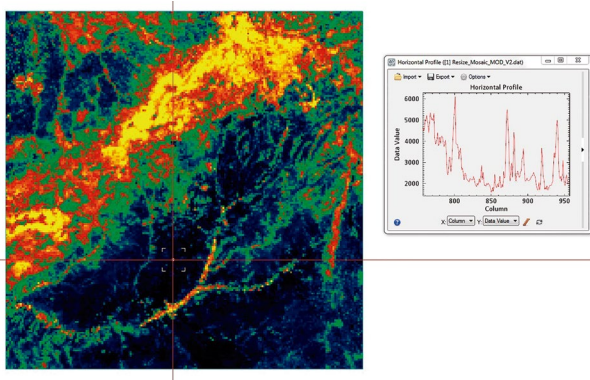 Horizontal Profile ([1] Resize_Mosaic_MOD_V2.dat)
Import Export Options
Horizontal Profile
6000
5000
4000
3000
2000
Data Value
800 850 900 950
Column
X: Column Y: Data Value